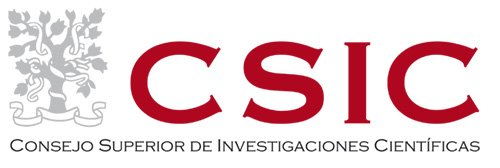 CSIC
CONSEJO SUPERIOR DE INVESTIGACIONES CIENTÍFICAS